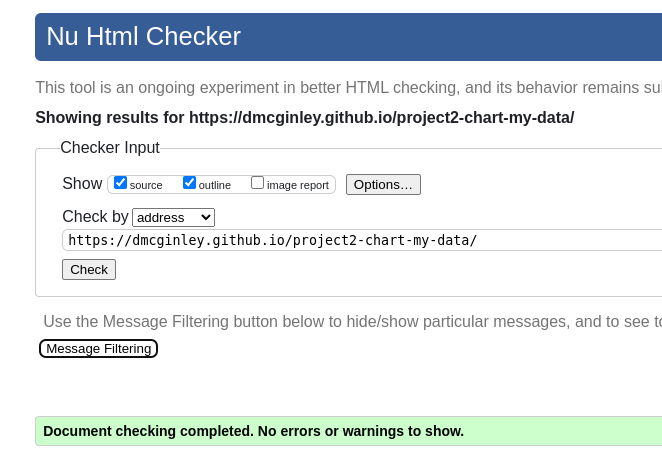 Nu Html Checker
This tool is an ongoing experiment in better HTML checking, and its behavior remains
Showing results for https://dmcginley.github.io/project2-chart-my-data/
Checker Input
Show source outline image report Options...
Check by address
https://dmcginley.github.io/project2-chart-my-data/
Check
Use the Message Filtering button below to hide/show particular messages, and to see
Message Filtering
Document checking completed. No errors or warnings to show.